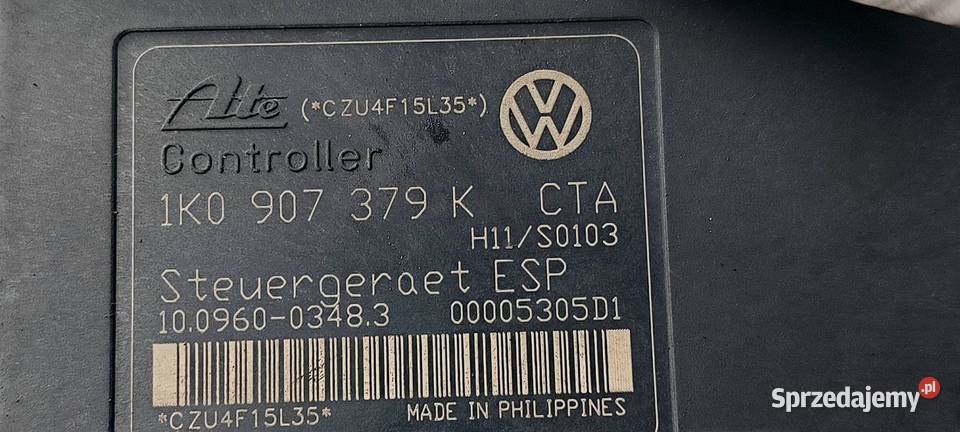 Ate (*CZU4F15L35*) VW
Controller
1K0 907 379 K CTA
H11/S0103
Steuergeraet ESP
10.0960-0348.3 00005305D1
*CZU4F15L35* MADE IN PHILIPPINES
Sprzedajemy.pl